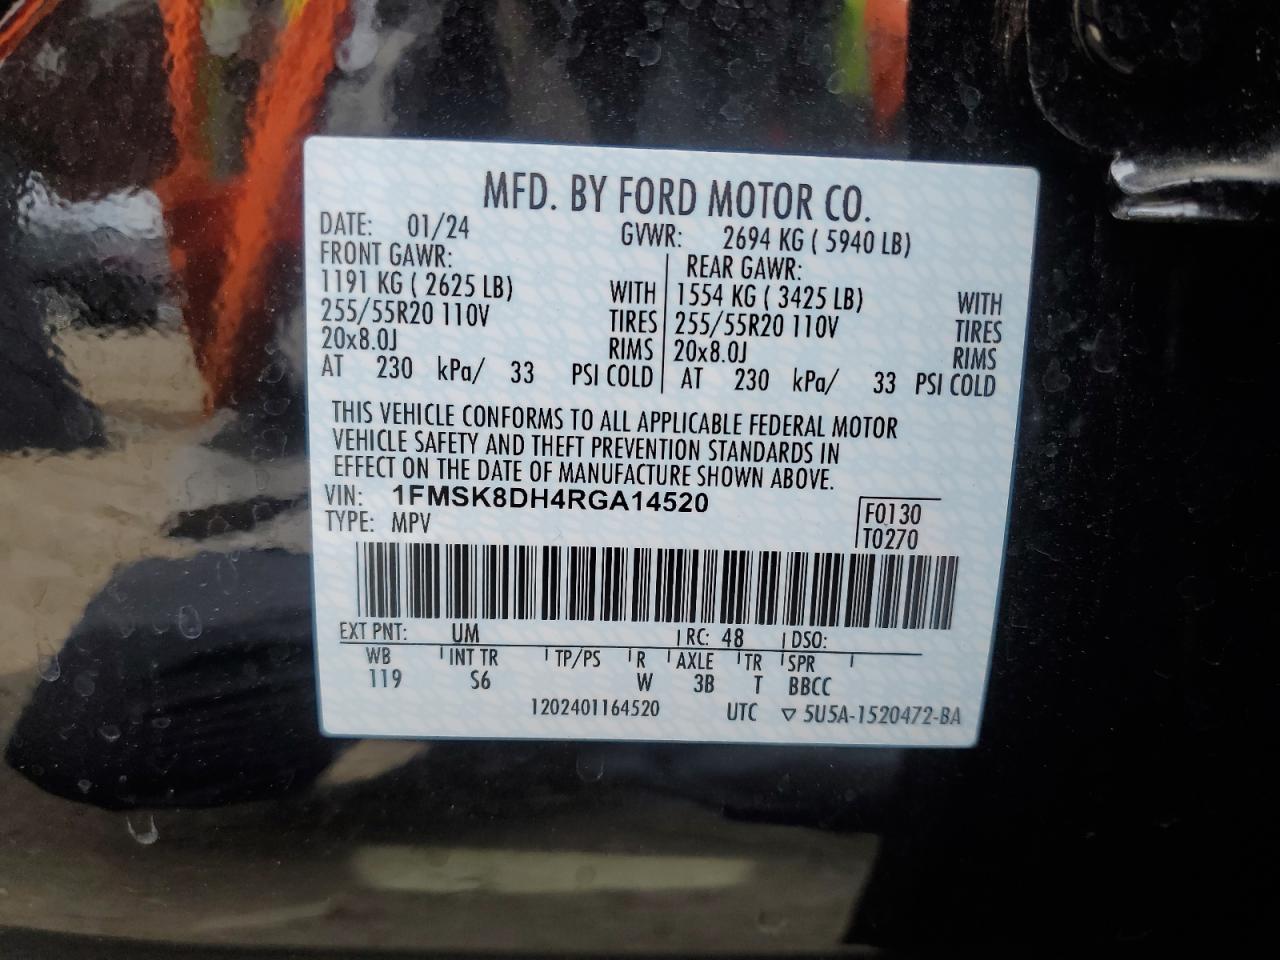 MFD. BY FORD MOTOR CO.
DATE: 01/24 GVWR: 2694 KG ( 5940 LB)
FRONT GAWR: REAR GAWR:
1191 KG ( 2625 LB) WITH 1554 KG ( 3425 LB) WITH
255/55R20 110V TIRES 255/55R20 110V TIRES
20x8.0J RIMS 20x8.0J RIMS
AT 230 kPa/ 33 PSI COLD AT 230 kPa/ 33 PSI COLD
THIS VEHICLE CONFORMS TO ALL APPLICABLE FEDERAL MOTOR
VEHICLE SAFETY AND THEFT PREVENTION STANDARDS IN
EFFECT ON THE DATE OF MANUFACTURE SHOWN ABOVE.
VIN: 1FMSK8DH4RGA14520
TYPE: MPV
F0130
T0270
EXT PNT: UM RC: 48 DSO:
WB INT TR TP/PS R AXLE TR SPR
119 S6 W 3B T BBCC
1202401164520 UTC ▽ 5U5A-1520472-BA